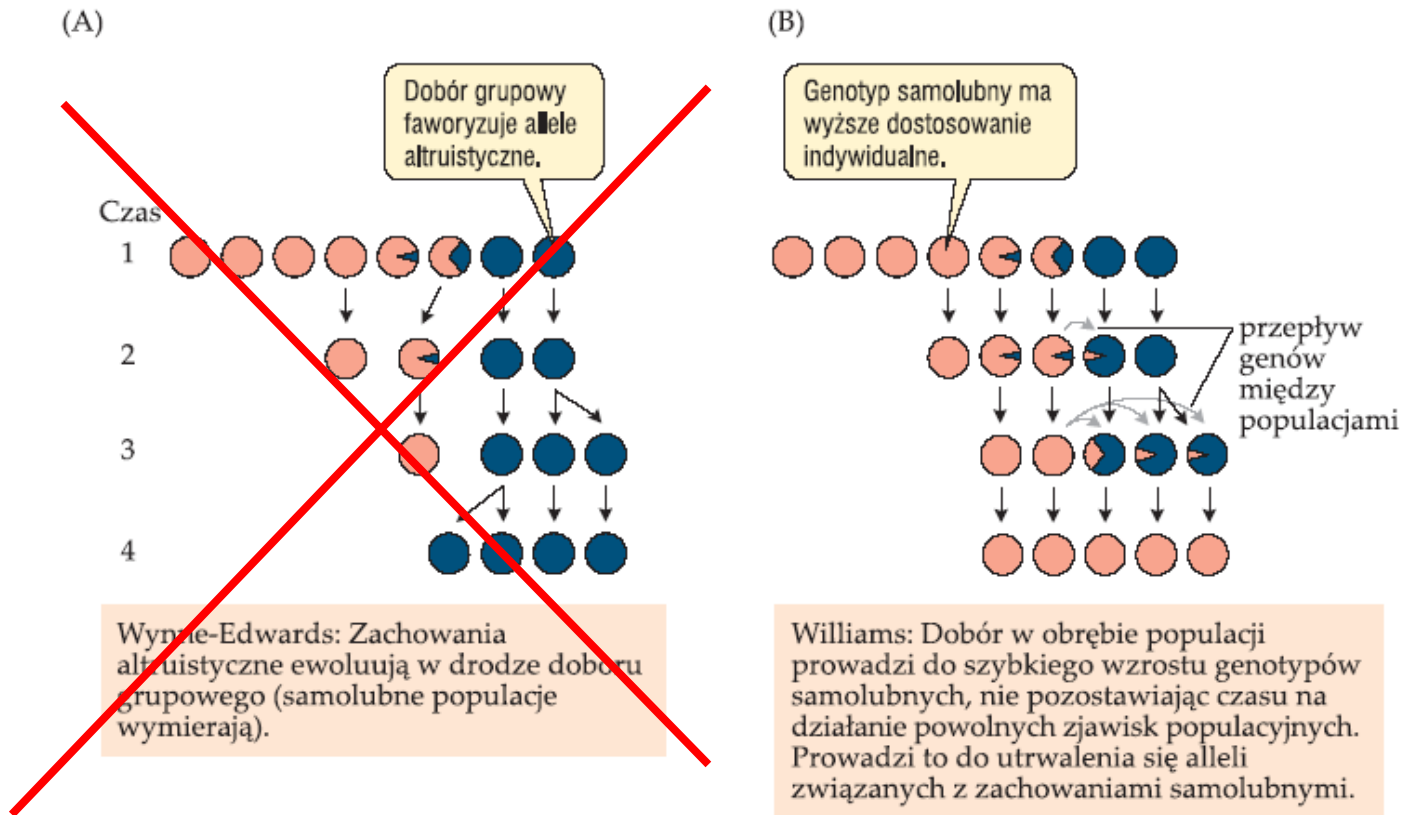 (A)
Dobór grupowy
faworyzuje allele
altruistyczne.
Czas
1
2
3
4
Wynne-Edwards: Zachowania
altruistyczne ewoluują w drodze doboru
grupowego (samolubne populacje
wymierają).
(B)
Genotyp samolubny ma
wyższe dostosowanie
indywidualne.
przepływ
genów
między
populacjami
Williams: Dobór w obrębie populacji
prowadzi do szybkiego wzrostu genotypów
samolubnych, nie pozostawiając czasu na
działanie powolnych zjawisk populacyjnych.
Prowadzi to do utrwalenia się alleli
związanych z zachowaniami samolubnymi.